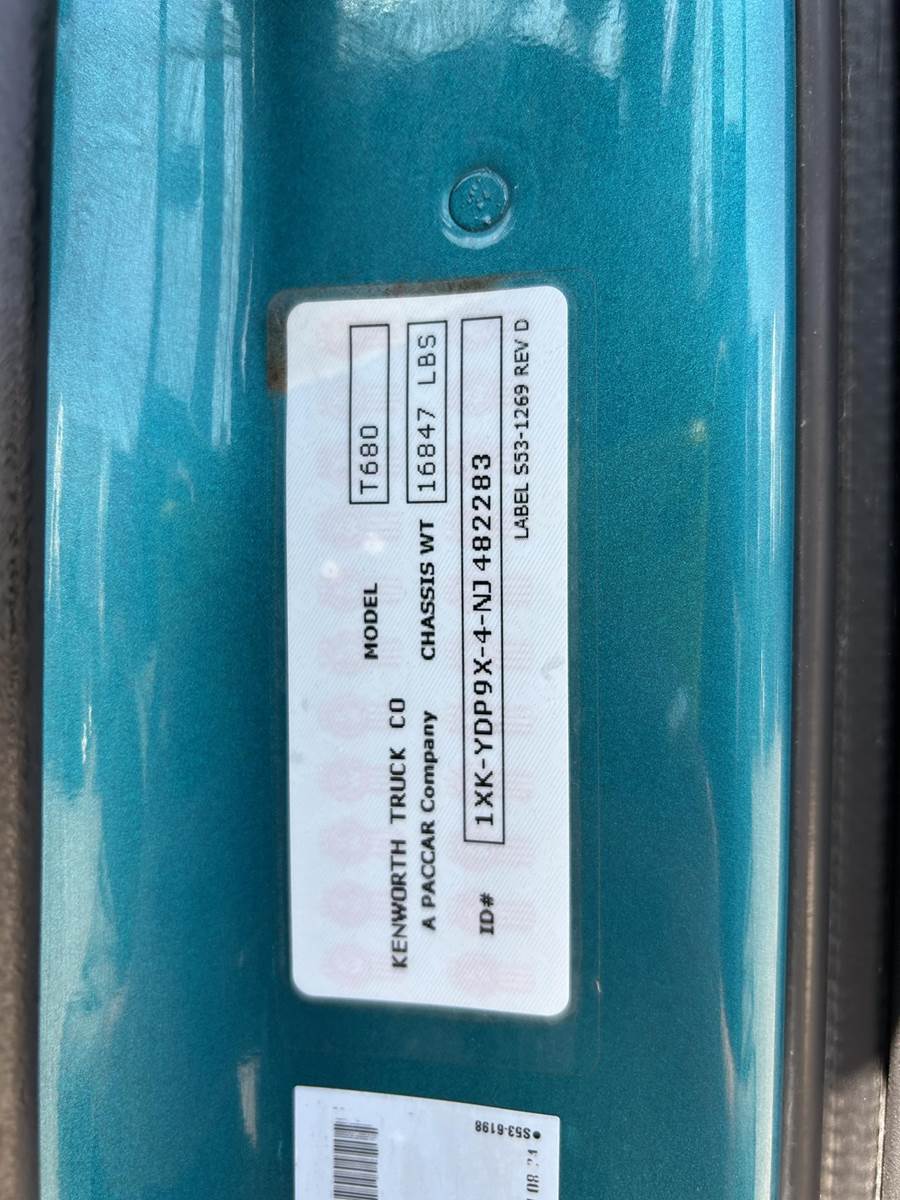 KENWORTH TRUCK CO
A PACCAR Company
MODEL T680
CHASSIS WT 16847 LBS
ID# 1XK-YDP9X-4-NJ 482283
LABEL S53-1269 REV D
•S53-6198